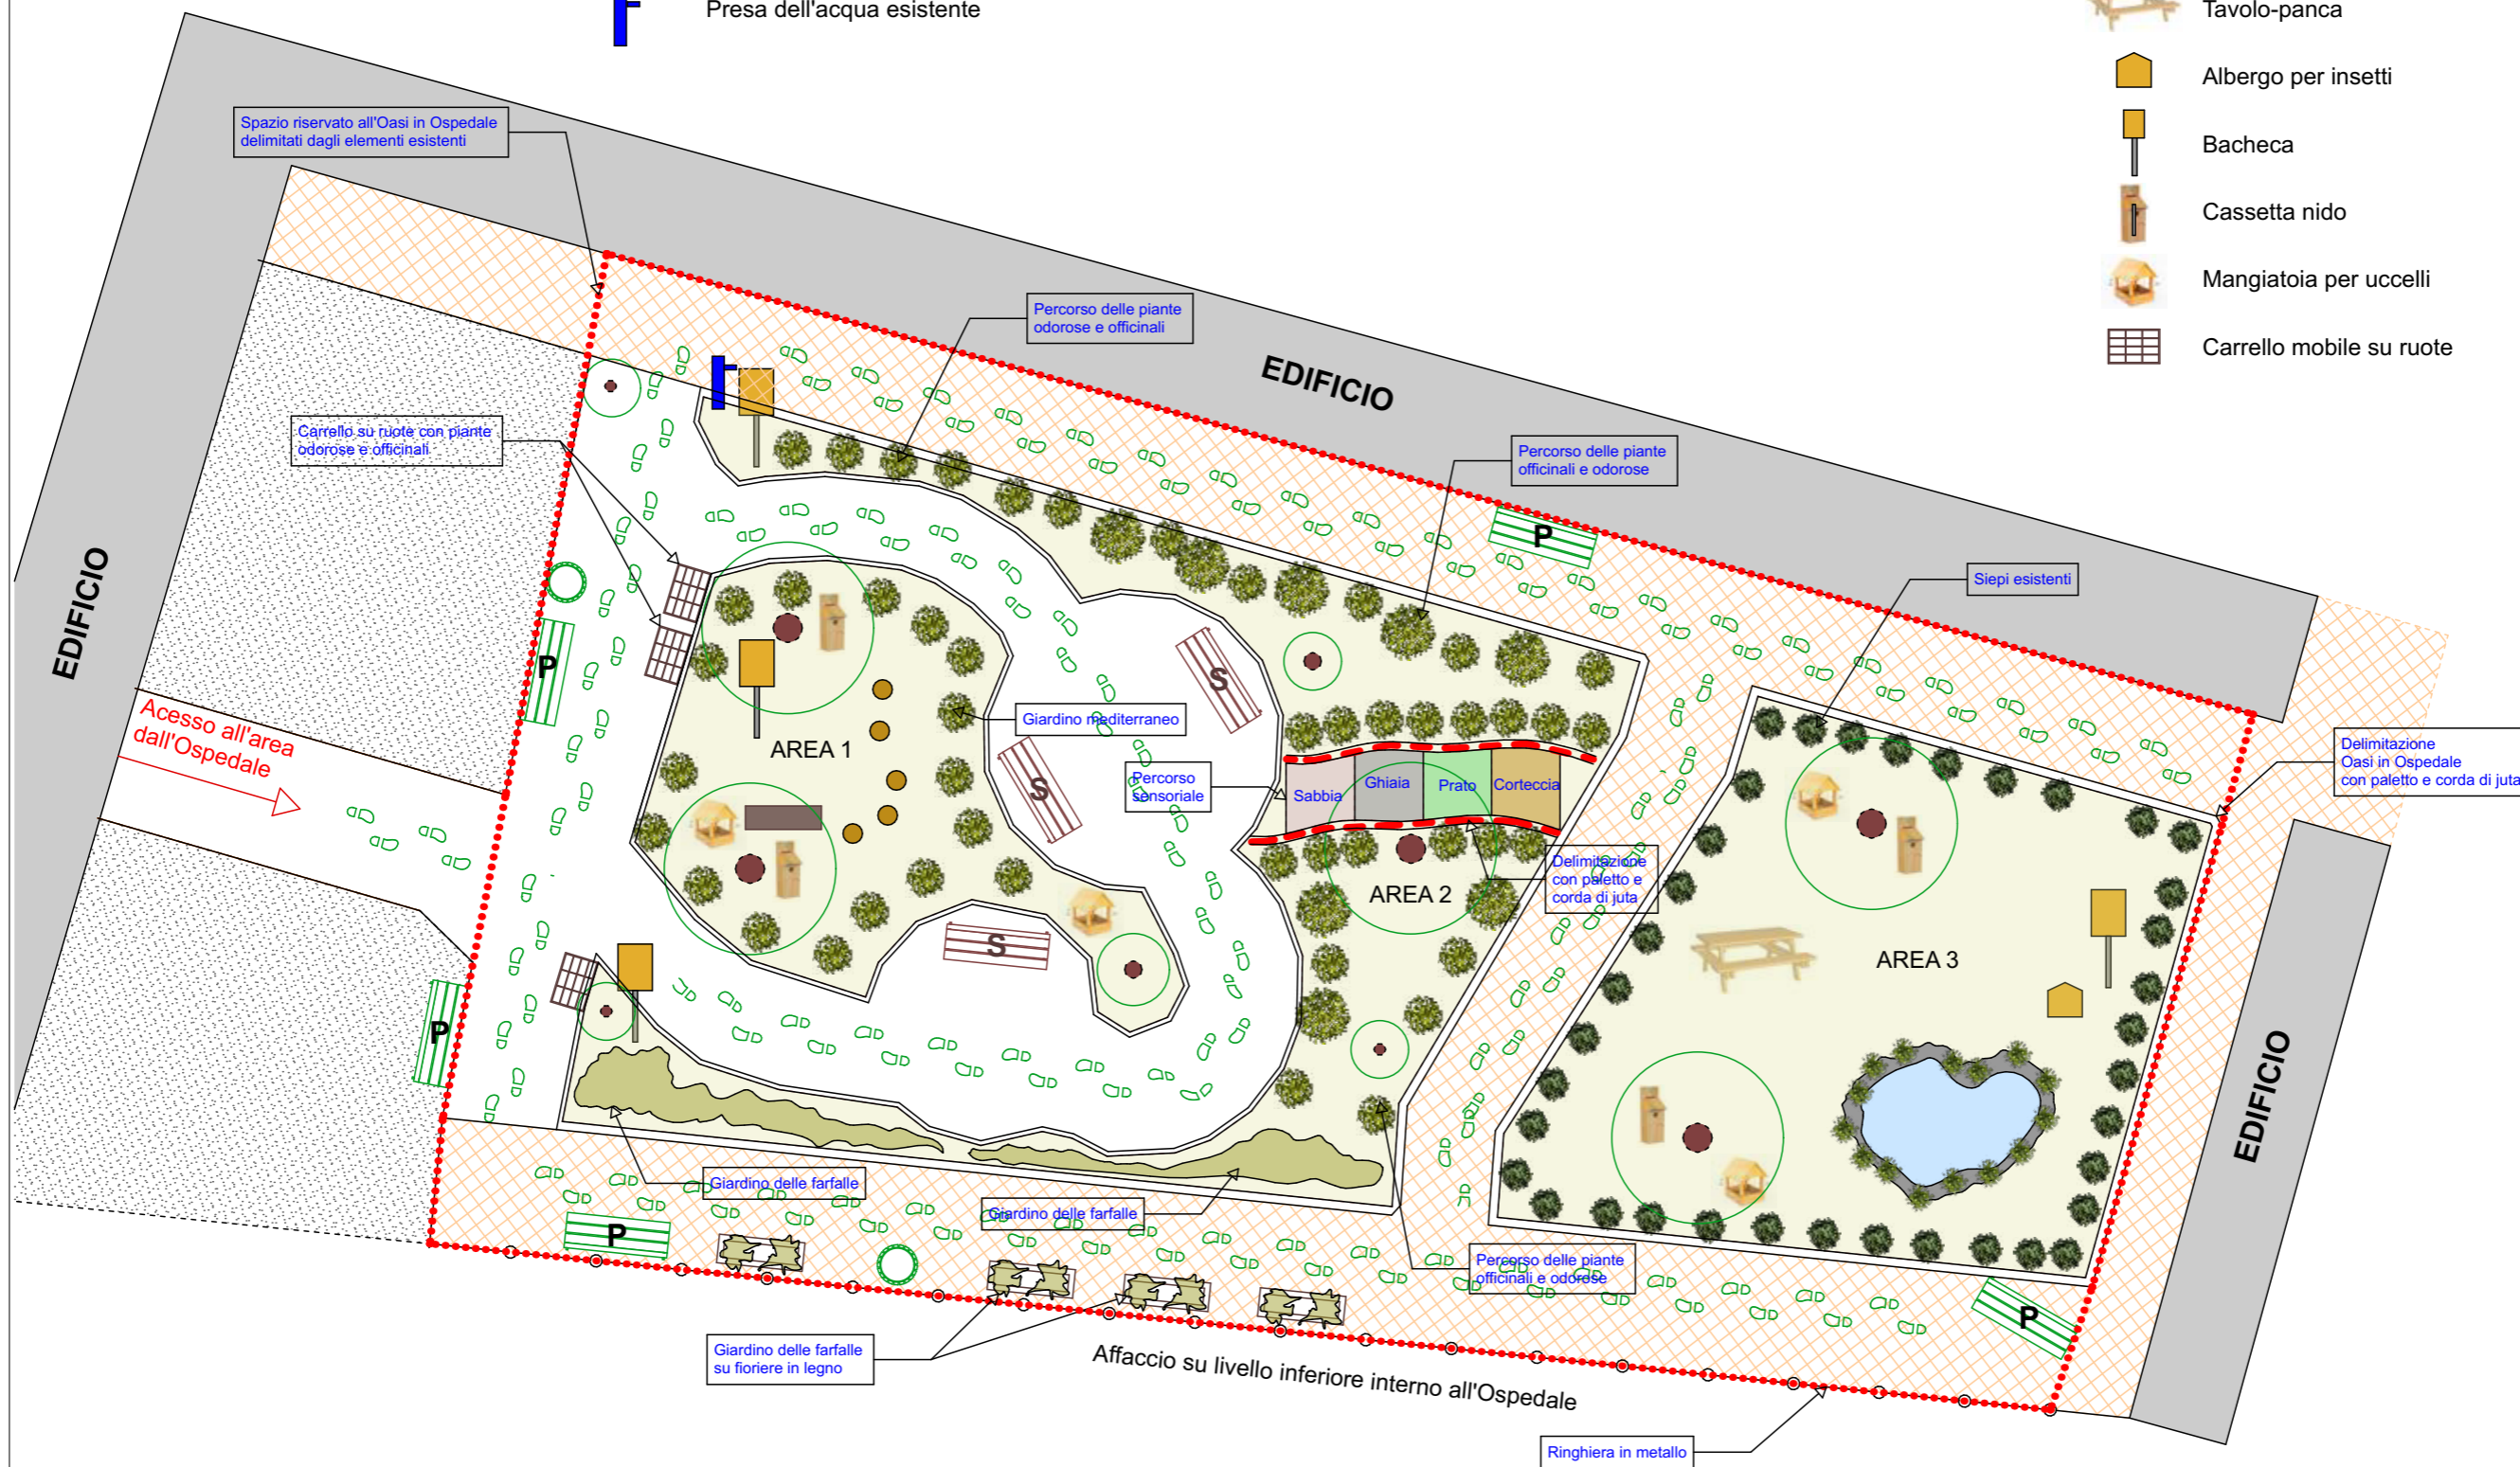 Presa dell'acqua esistente
Tavolo-panca
Albergo per insetti
Bacheca
Cassetta nido
Mangiatoia per uccelli
Carrello mobile su ruote
Spazio riservato all'Oasi in Ospedale
delimitati dagli elementi esistenti
Percorso delle piante
odorose e officinali
EDIFICIO
Carrello su ruote con piante
odorose e officinali
Percorso delle piante
officinali e odorose
P
Siepi esistenti
EDIFICIO
P
S
Acesso all'area
dall'Ospedale
AREA 1
Giardino mediterraneo
S
Percorso
sensoriale
Sabbia
Ghiaia
Prato
Corteccia
Delimitazione
Oasi in Ospedale
con paletto e corda di juta
Delimitazione
con paletto e
corda di juta
AREA 2
S
AREA 3
P
EDIFICIO
Giardino delle farfalle
Giardino delle farfalle
P
Percorso delle piante
officinali e odorose
P
Giardino delle farfalle
su fioriere in legno
Affaccio su livello inferiore interno all'Ospedale
Ringhiera in metallo